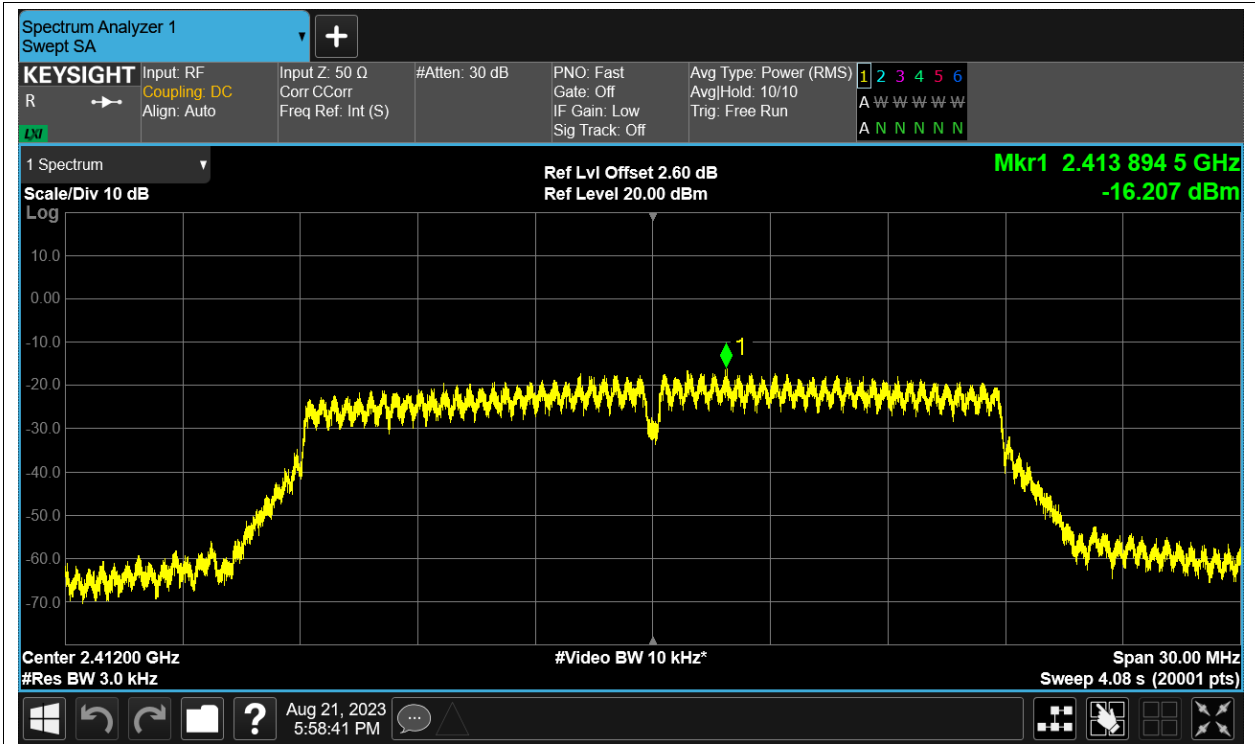 Spectrum Analyzer 1
Swept SA
KEYSIGHT
R
LXI
Input: RF
Coupling: DC
Align: Auto
Input Z: 50 Ω
Corr CCorr
Freq Ref: Int (S)
#Atten: 30 dB
PNO: Fast
Gate: Off
IF Gain: Low
Sig Track: Off
Avg Type: Power (RMS)
Avg|Hold: 10/10
Trig: Free Run
1 2 3 4 5 6
A W W W W W
A N N N N N
1 Spectrum
Scale/Div 10 dB
Log
Ref Lvl Offset 2.60 dB
Ref Level 20.00 dBm
Mkr1 2.413 894 5 GHz
-16.207 dBm
10.0
0.00
-10.0
-20.0
-30.0
-40.0
-50.0
-60.0
-70.0
1
Center 2.41200 GHz
#Res BW 3.0 kHz
#Video BW 10 kHz*
Span 30.00 MHz
Sweep 4.08 s (20001 pts)
?
Aug 21, 2023
5:58:41 PM